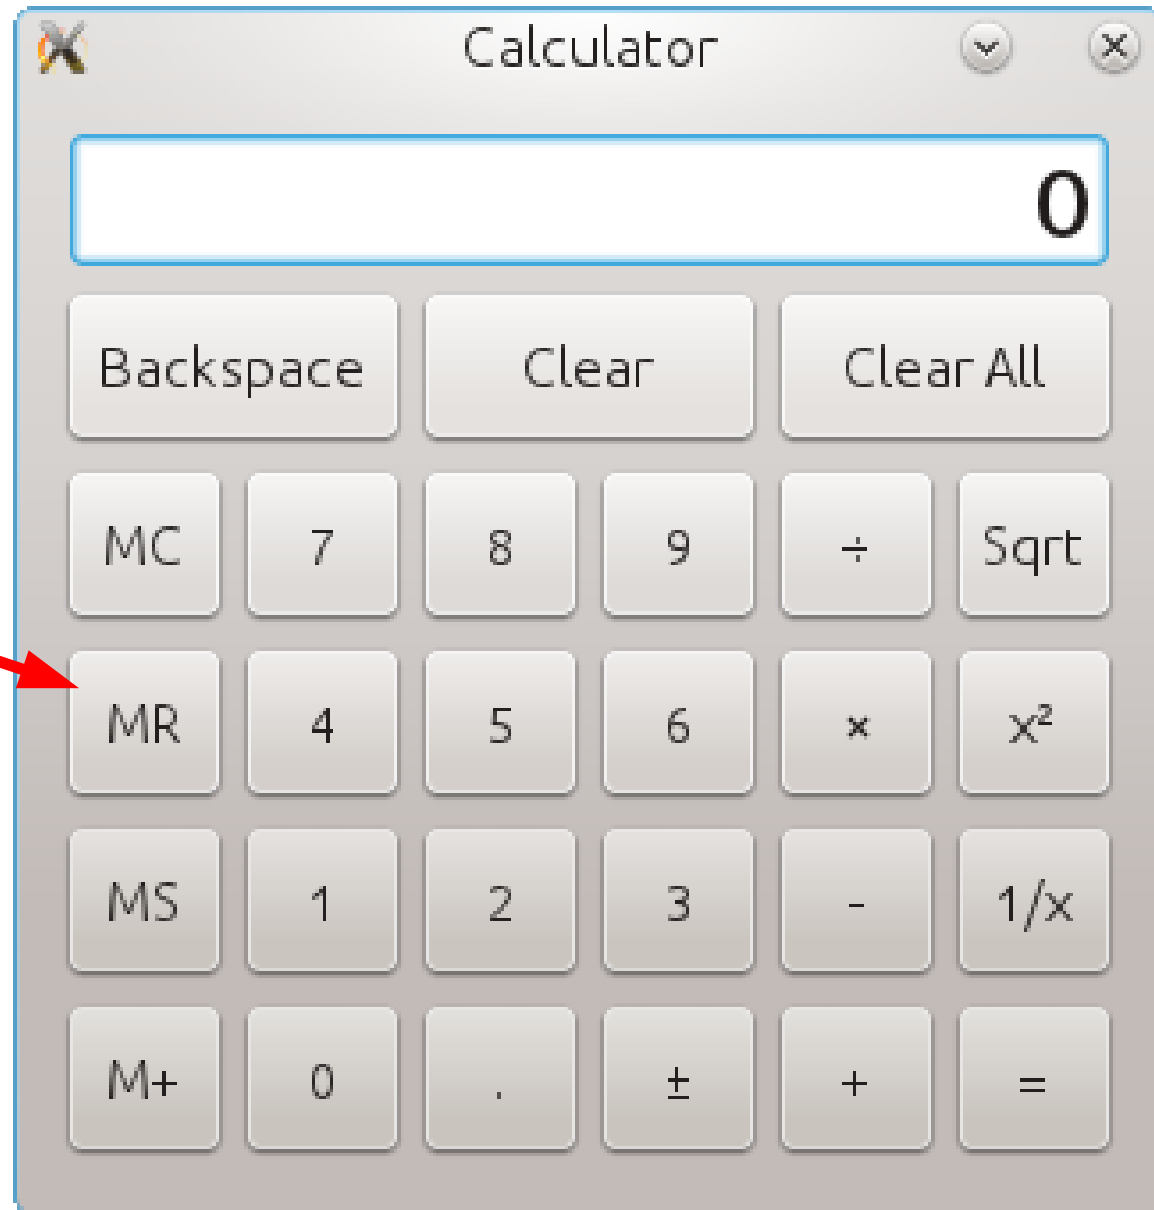 Calculator
0
Backspace Clear Clear All
MC 7 8 9 ÷ Sqrt
MR 4 5 6 × x²
MS 1 2 3 - 1/x
M+ 0 . ± + =